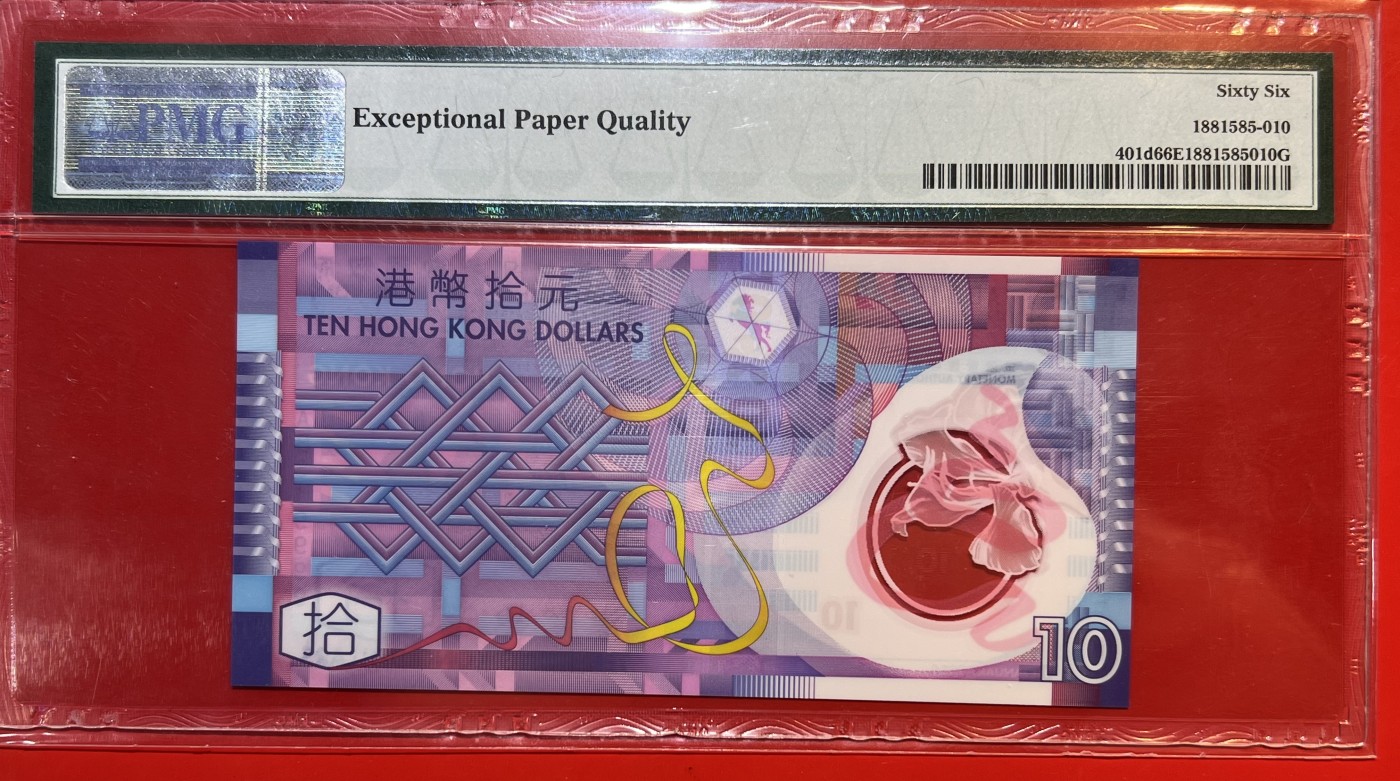 PMG
Exceptional Paper Quality
Sixty Six
1881585-010
401d66E1881585010G
港幣拾元
TEN HONG KONG DOLLARS
拾
10